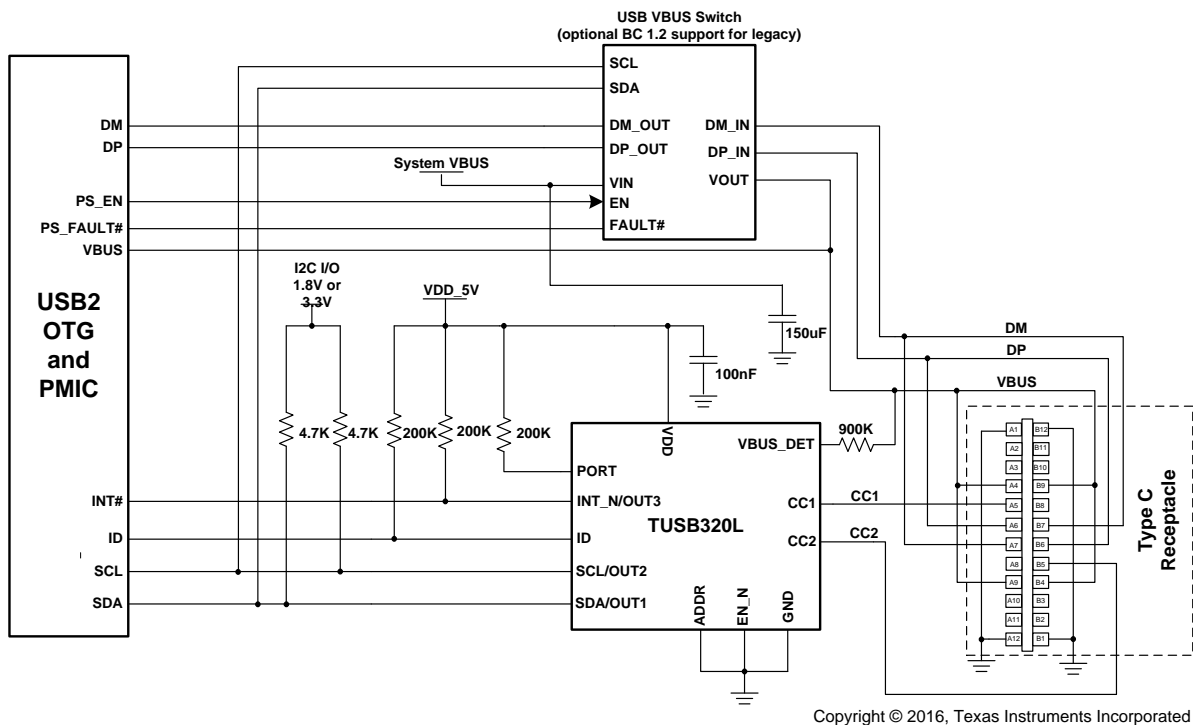 USB VBUS Switch
(optional BC 1.2 support for legacy)
SCL
SDA
DM
DM_OUT
DM_IN
DP
DP_OUT
DP_IN
System VBUS
VIN
VOUT
PS_EN
EN
PS_FAULT#
FAULT#
VBUS
I2C I/O
1.8V or
3.3V
VDD_5V
USB2
OTG
and
PMIC
150uF
100nF
DM
DP
VBUS
4.7K
4.7K
200K
200K
200K
VDD
VBUS_DET
900K
PORT
INT#
INT_N/OUT3
CC1
CC1
TUSB320L
ID
ID
CC2
CC2
SCL
SCL/OUT2
SDA
SDA/OUT1
ADDR
EN_N
GND
A1
B12
A2
B11
A3
B10
A4
B9
A5
B8
A6
B7
A7
B6
A8
B5
A9
B4
A10
B3
A11
B2
A12
B1
Type C
Receptacle
Copyright © 2016, Texas Instruments Incorporated